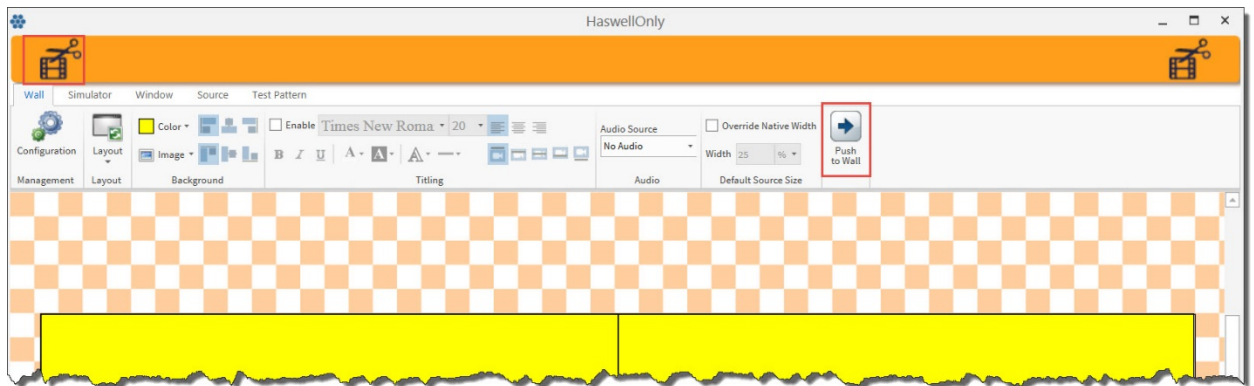 HaswellOnly
Wall Simulator Window Source Test Pattern
Color Enable Times New Roma 20 Audio Source Override Native Width
Configuration Layout Image B I U A A A No Audio Width 25 % Push
to Wall
Management Layout Background Titling Audio Default Source Size